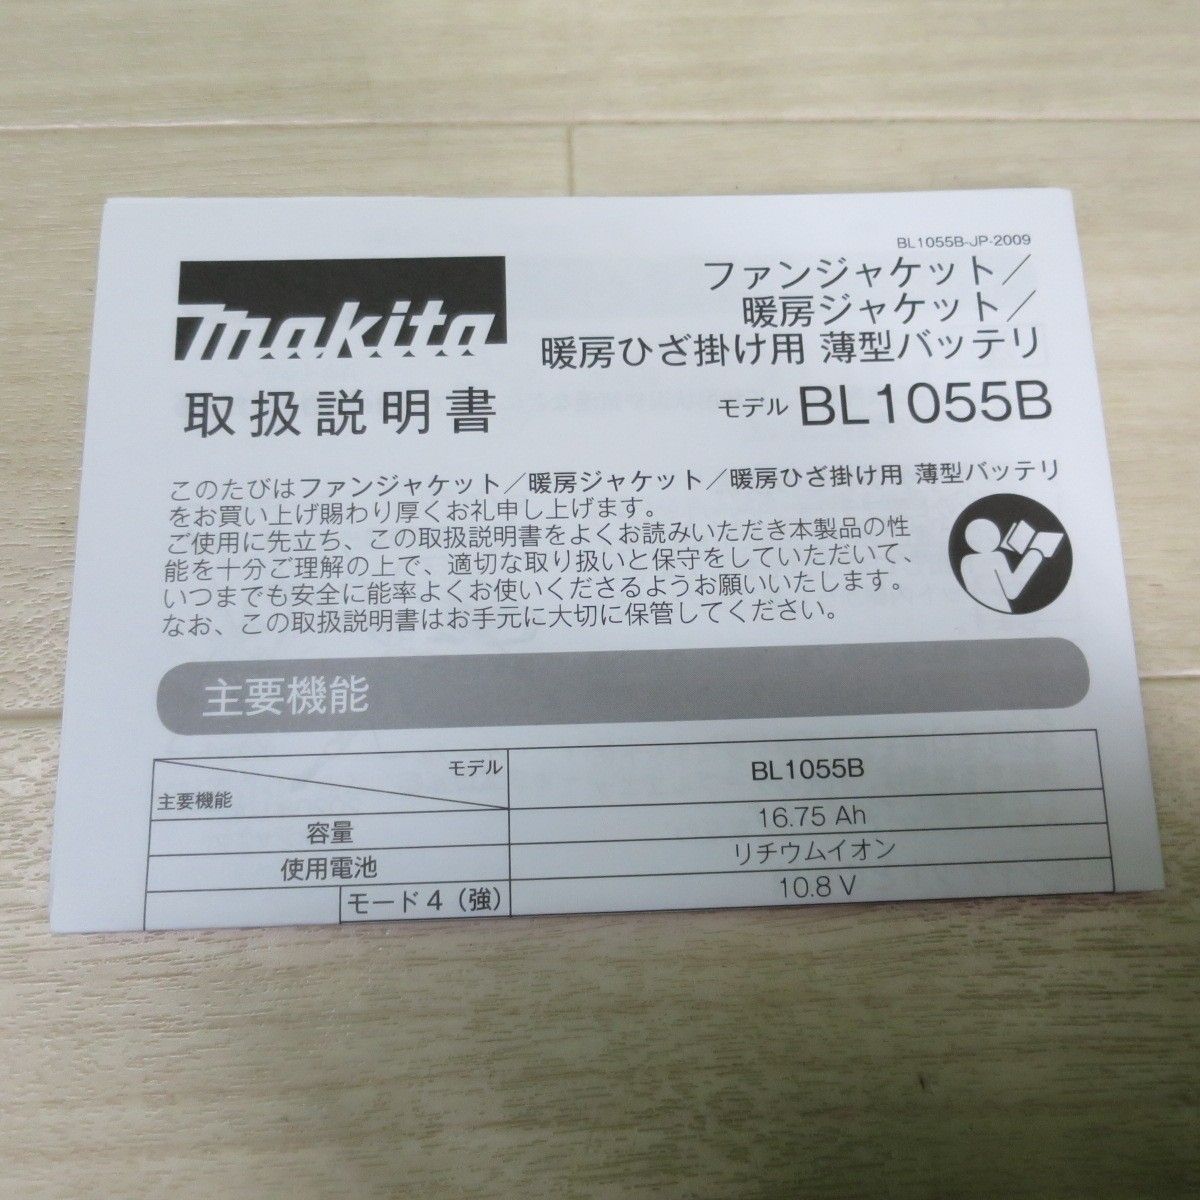 BL1055B-JP-2009
makita
ファンジャケット／
暖房ジャケット／
暖房ひざ掛け用 薄型バッテリ
取扱説明書
モデル BL1055B
このたびはファンジャケット／暖房ジャケット／暖房ひざ掛け用 薄型バッテリ
をお買い上げ賜わり厚くお礼申し上げます。
ご使用に先立ち、この取扱説明書をよくお読みいただき本製品の性
能を十分ご理解の上で、適切な取り扱いと保守をしていただいて、
いつまでも安全に能率よくお使いくださるようお願いいたします。
なお、この取扱説明書はお手元に大切に保管してください。
主要機能
モデル
主要機能
BL1055B
容量 16.75 Ah
使用電池 リチウムイオン
モード 4（強） 10.8 V